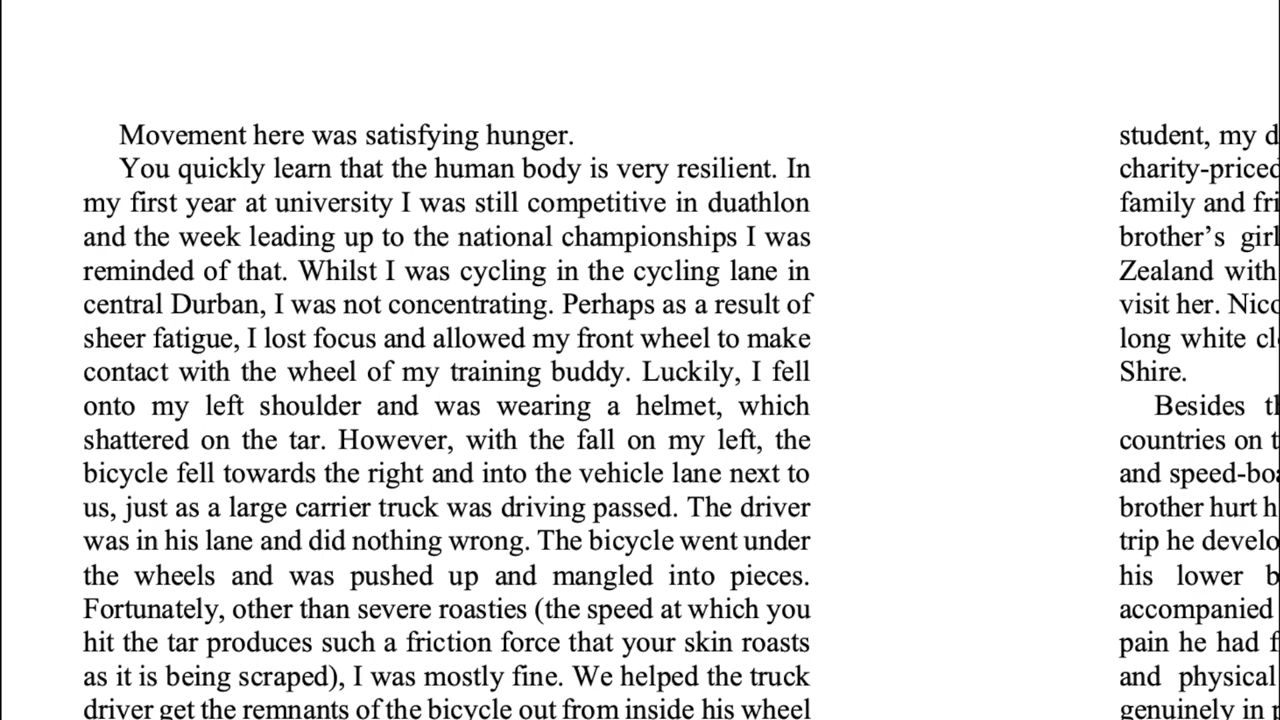 Movement here was satisfying hunger.
You quickly learn that the human body is very resilient. In
my first year at university I was still competitive in duathlon
and the week leading up to the national championships I was
reminded of that. Whilst I was cycling in the cycling lane in
central Durban, I was not concentrating. Perhaps as a result of
sheer fatigue, I lost focus and allowed my front wheel to make
contact with the wheel of my training buddy. Luckily, I fell
onto my left shoulder and was wearing a helmet, which
shattered on the tar. However, with the fall on my left, the
bicycle fell towards the right and into the vehicle lane next to
us, just as a large carrier truck was driving passed. The driver
was in his lane and did nothing wrong. The bicycle went under
the wheels and was pushed up and mangled into pieces.
Fortunately, other than severe roasties (the speed at which you
hit the tar produces such a friction force that your skin roasts
as it is being scraped), I was mostly fine. We helped the truck
driver get the remnants of the bicycle out from inside his wheel
student, my
charity-priced
family and
brother's
Zealand with
visit her.
long white
Shire.
Besides
countries on
and
brother hurt
trip he
his lower
accompanied
pain he had
and physical
genuinely in